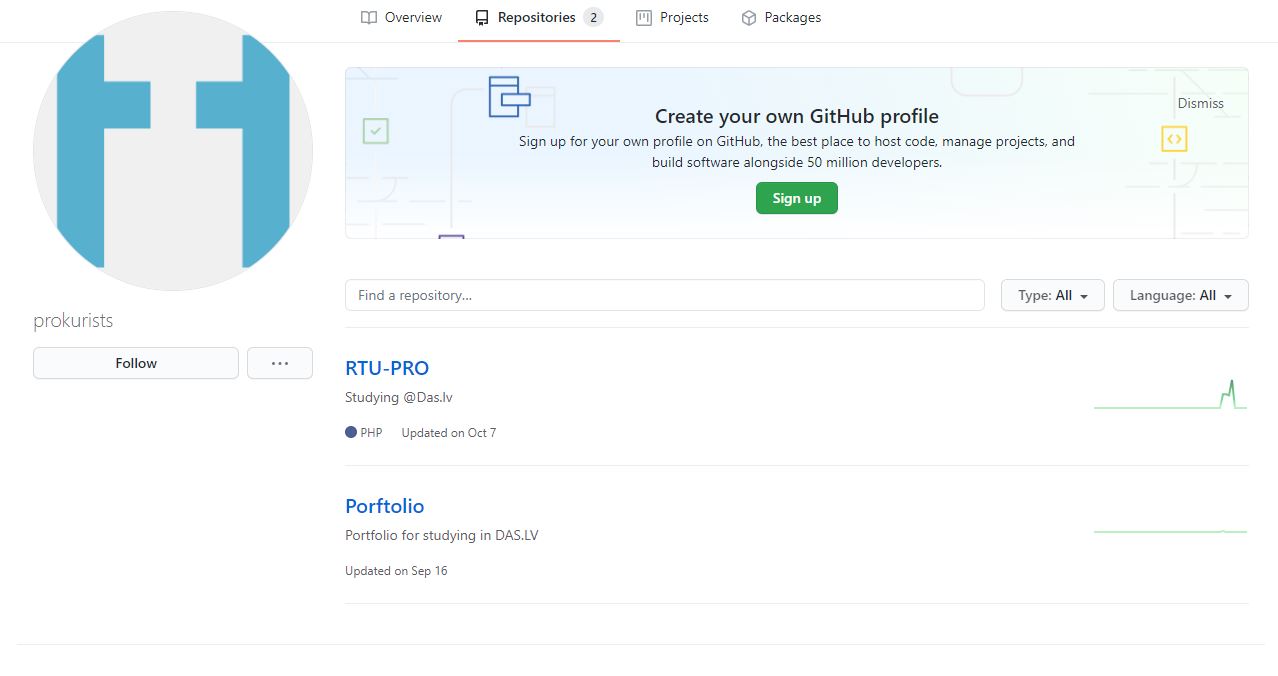 Overview Repositories 2 Projects Packages
Dismiss
Create your own GitHub profile
Sign up for your own profile on GitHub, the best place to host code, manage projects, and
build software alongside 50 million developers.
Sign up
prokurists
Follow
...
Find a repository...
Type: All
Language: All
RTU-PRO
Studying @Das.lv
PHP Updated on Oct 7
Porftolio
Portfolio for studying in DAS.LV
Updated on Sep 16